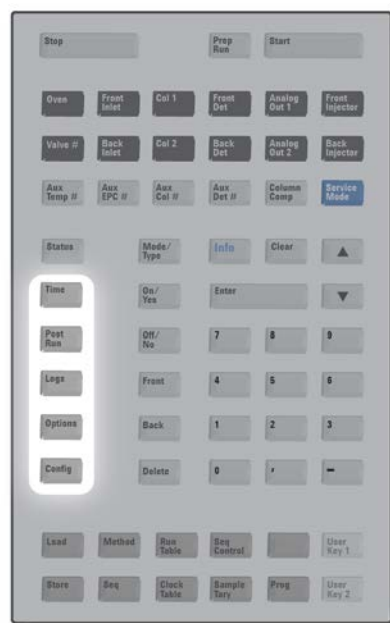 Stop Prep Run Start
Oven Front Inlet Col 1 Front Det Analog Out 1 Front Injector
Valve # Back Inlet Col 2 Back Det Analog Out 2 Back Injector
Aux Temp # Aux EPC # Aux Col # Aux Det # Column Comp Service Mode
Status Mode/ Type Info Clear ▲
Time On/ Yes Enter ▼
Post Run Off/ No 7 8 9
Logs Front 4 5 6
Options Back 1 2 3
Config Delete 0 , –
Load Method Run Table Seq Control User Key 1
Store Seq Clock Table Sample Tary Prog User Key 2